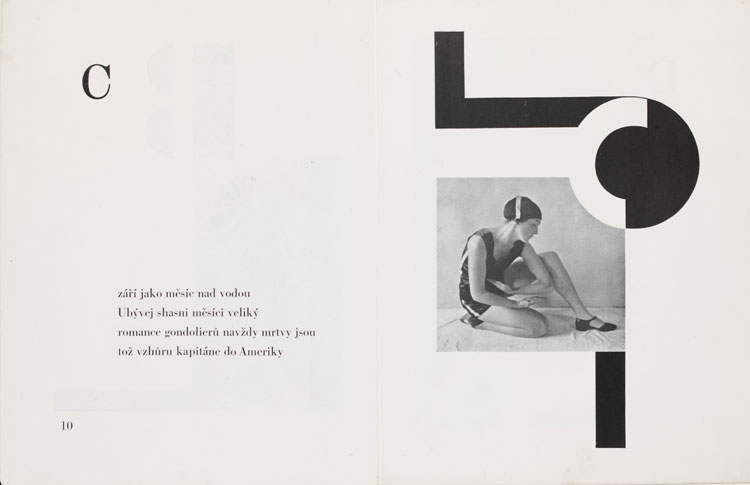 C
září jako měsíc nad vodou
Ubývej shasni měsíci veliký
romance gondolierů navždy mrtvy jsou
tož vzhůru kapitáne do Ameriky
10